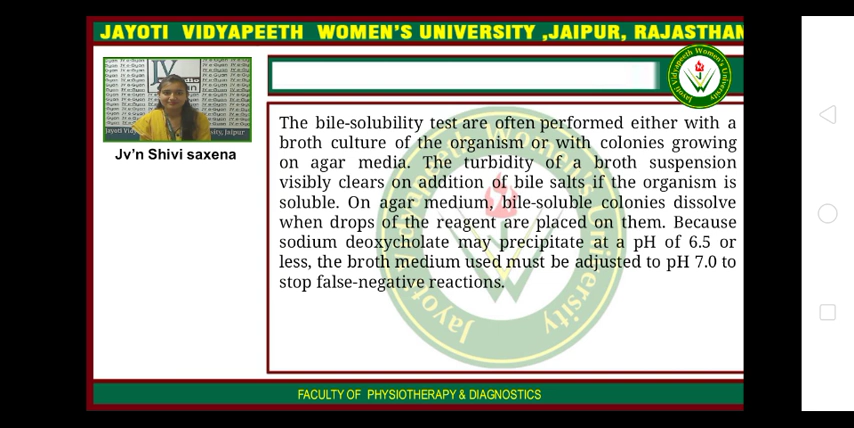 JAYOTI VIDYAPEETH WOMEN'S UNIVERSITY ,JAIPUR, RAJASTHAN
Jv'n Shivi saxena
The bile-solubility test are often performed either with a
broth culture of the organism or with colonies growing
on agar media. The turbidity of a broth suspension
visibly clears on addition of bile salts if the organism is
soluble. On agar medium, bile-soluble colonies dissolve
when drops of the reagent are placed on them. Because
sodium deoxycholate may precipitate at a pH of 6.5 or
less, the broth medium used must be adjusted to pH 7.0 to
stop false-negative reactions.
Jayoti Vidyapeeth Women's University
FACULTY OF PHYSIOTHERAPY & DIAGNOSTICS